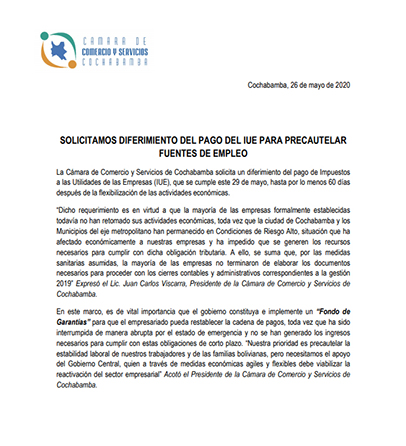 CAMARA DE
COMERCIO Y SERVICIOS
COCHABAMBA
Cochabamba, 26 de mayo de 2020
SOLICITAMOS DIFERIMIENTO DEL PAGO DEL IUE PARA PRECAUTELAR
FUENTES DE EMPLEO
La Cámara de Comercio y Servicios de Cochabamba solicita un diferimiento del pago de Impuestos
a las Utilidades de las Empresas (IUE), que se cumple este 29 de mayo, hasta por lo menos 60 días
después de la flexibilización de las actividades económicas.
"Dicho requerimiento es en virtud a que la mayoría de las empresas formalmente establecidas
todavía no han retornado sus actividades económicas, toda vez que la ciudad de Cochabamba y los
Municipios del eje metropolitano han permanecido en Condiciones de Riesgo Alto, situación que ha
afectado económicamente a nuestras empresas y ha impedido que se generen los recursos
necesarios para cumplir con dicha obligación tributaria. A ello, se suma que, por las medidas
sanitarias asumidas, la mayoría de las empresas no terminaron de elaborar los documentos
necesarios para proceder con los cierres contables y administrativos correspondientes a la gestión
2019" Expresó el Lic. Juan Carlos Viscarra, Presidente de la Cámara de Comercio y Servicios de
Cochabamba.
En este marco, es de vital importancia que el gobierno constituya e implemente un "Fondo de
Garantías" para que el empresariado pueda restablecer la cadena de pagos, toda vez que ha sido
interrumpida de manera abrupta por el estado de emergencia y no se han generado los ingresos
necesarios para cumplir con estas obligaciones de corto plazo. "Nuestra prioridad es precautelar la
estabilidad laboral de nuestros trabajadores y de las familias bolivianas, pero necesitamos el apoyo
del Gobierno Central, quien a través de medidas económicas agiles y flexibles debe viabilizar la
reactivación del sector empresarial" Acotó el Presidente de la Cámara de Comercio y Servicios de
Cochabamba.